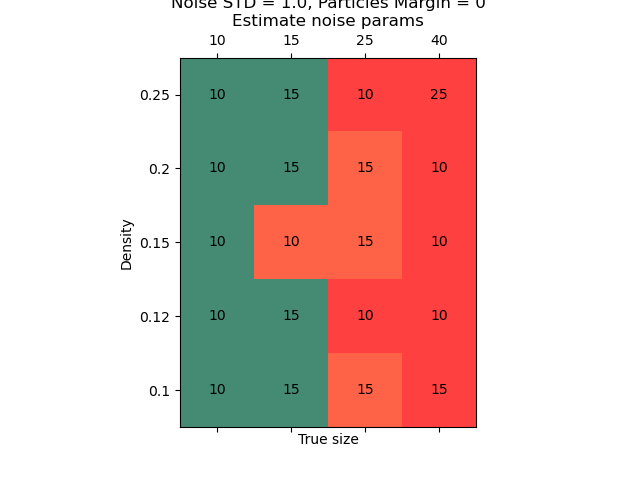 Noise STD = 1.0, Particles Margin = 0
Estimate noise params
10 15 25 40
0.25 10 15 10 25
0.2 10 15 15 10
0.15 10 10 15 10
0.12 10 15 10 10
0.1 10 15 15 15
Density
True size